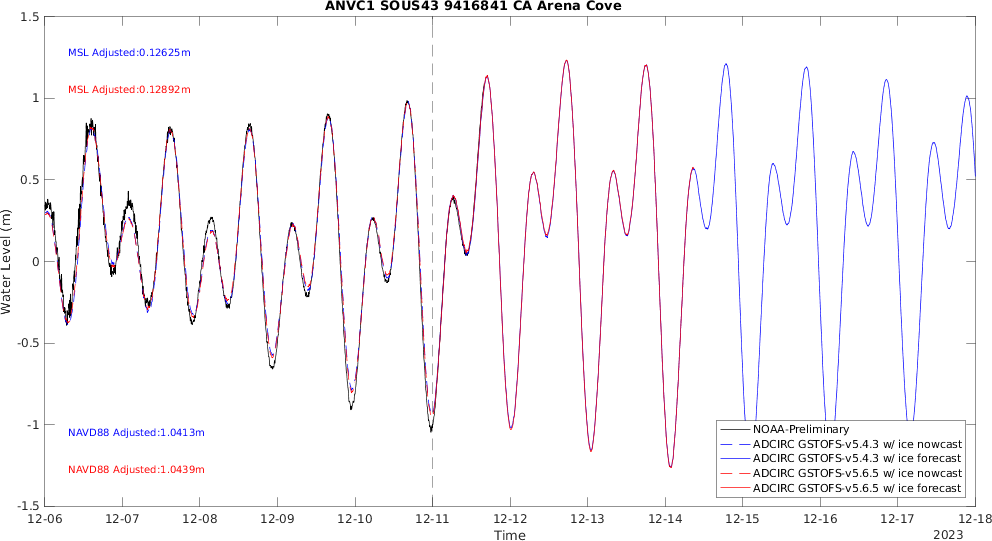 ANVC1 SOUS43 9416841 CA Arena Cove
1.5
MSL Adjusted:0.12625m
MSL Adjusted:0.12892m
1
0.5
0
-0.5
-1
-1.5
Water Level (m)
NAVD88 Adjusted:1.0413m
NAVD88 Adjusted:1.0439m
NOAA-Preliminary
ADCIRC GSTOFS-v5.4.3 w/ ice nowcast
ADCIRC GSTOFS-v5.4.3 w/ ice forecast
ADCIRC GSTOFS-v5.6.5 w/ ice nowcast
ADCIRC GSTOFS-v5.6.5 w/ ice forecast
12-06 12-07 12-08 12-09 12-10 12-11 12-12 12-13 12-14 12-15 12-16 12-17 12-18
Time
2023